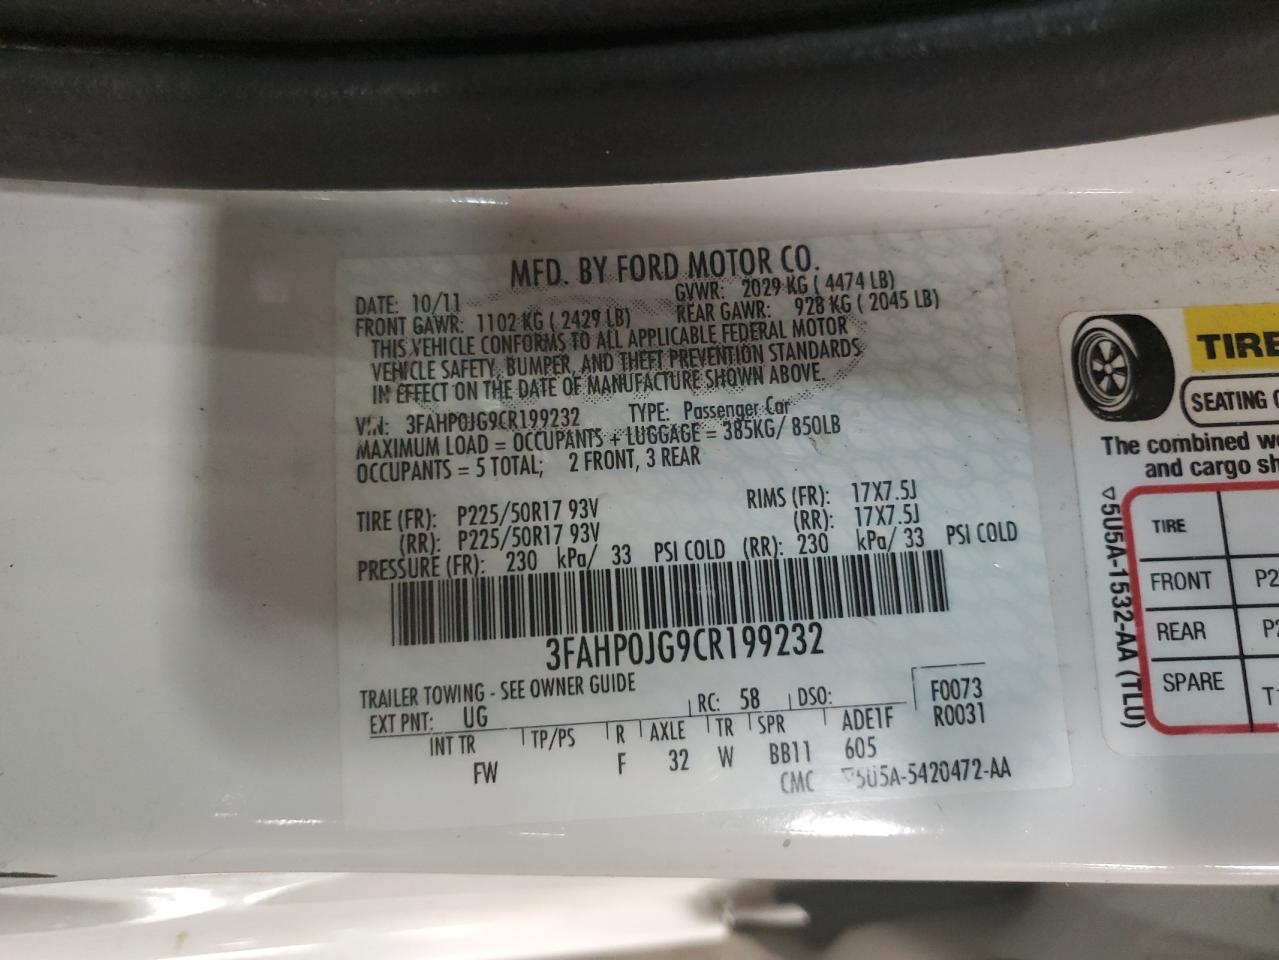 MFD. BY FORD MOTOR CO.
DATE: 10/11 GVWR: 2029 KG ( 4474 LB)
FRONT GAWR: 1102 KG ( 2429 LB) REAR GAWR: 928 KG ( 2045 LB)
THIS VEHICLE CONFORMS TO ALL APPLICABLE FEDERAL MOTOR
VEHICLE SAFETY, BUMPER, AND THEFT PREVENTION STANDARDS
IN EFFECT ON THE DATE OF MANUFACTURE SHOWN ABOVE.
VIN: 3FAHP0JG9CR199232 TYPE: Passenger Car
MAXIMUM LOAD = OCCUPANTS + LUGGAGE = 385KG/ 850LB
OCCUPANTS = 5 TOTAL; 2 FRONT, 3 REAR
TIRE (FR): P225/50R17 93V RIMS (FR): 17X7.5J
(RR): P225/50R17 93V (RR): 17X7.5J
PRESSURE (FR): 230 kPa/ 33 PSI COLD (RR): 230 kPa/ 33 PSI COLD
3FAHP0JG9CR199232
TRAILER TOWING - SEE OWNER GUIDE
EXT PNT: UG RC: 58 DSO: F0073
INT TR TP/PS R AXLE TR SPR ADE1F R0031
FW F 32 W BB11 605
CMC 5U5A-5420472-AA
TIRE
SEATING
The combined
and cargo
TIRE
FRONT P2
REAR P2
SPARE T1
5U5A-1532-AA (TLU)